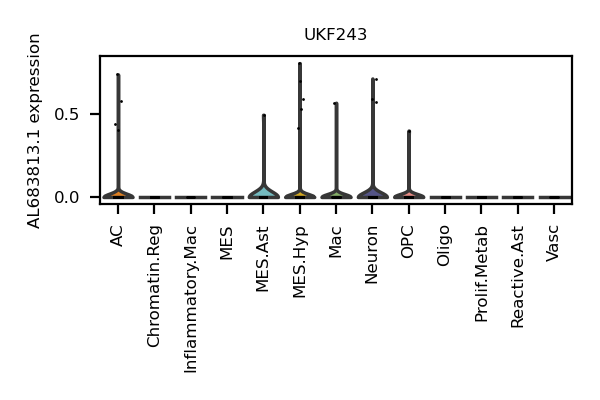 UKF243
AL683813.1 expression
0.5
0.0
AC
Chromatin.Reg
Inflammatory.Mac
MES
MES.Ast
MES.Hyp
Mac
Neuron
OPC
Oligo
Prolif.Metab
Reactive.Ast
Vasc